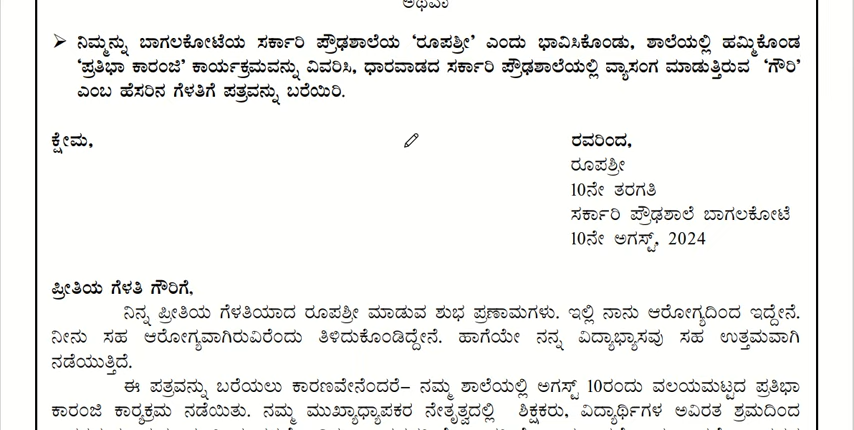 ಅಥವಾ
➢ ನಿಮ್ಮನ್ನು ಬಾಗಲಕೋಟೆಯ ಸರ್ಕಾರಿ ಪ್ರೌಢಶಾಲೆಯ ‘ರೂಪಶ್ರೀ’ ಎಂದು ಭಾವಿಸಿಕೊಂಡು, ಶಾಲೆಯಲ್ಲಿ ಹಮ್ಮಿಕೊಂಡ
‘ಪ್ರತಿಭಾ ಕಾರಂಜಿ’ ಕಾರ್ಯಕ್ರಮವನ್ನು ವಿವರಿಸಿ, ಧಾರವಾಡದ ಸರ್ಕಾರಿ ಪ್ರೌಢಶಾಲೆಯಲ್ಲಿ ವ್ಯಾಸಂಗ ಮಾಡುತ್ತಿರುವ ‘ಗೌರಿ’
ಎಂಬ ಹೆಸರಿನ ಗೆಳತಿಗೆ ಪತ್ರವನ್ನು ಬರೆಯಿರಿ.
ಕ್ಷೇಮ, ರವರಿಂದ,
ರೂಪಶ್ರೀ
10ನೇ ತರಗತಿ
ಸರ್ಕಾರಿ ಪ್ರೌಢಶಾಲೆ ಬಾಗಲಕೋಟೆ
10ನೇ ಅಗಸ್ಟ್, 2024
ಪ್ರೀತಿಯ ಗೆಳತಿ ಗೌರಿಗೆ,
ನಿನ್ನ ಪ್ರೀತಿಯ ಗೆಳತಿಯಾದ ರೂಪಶ್ರೀ ಮಾಡುವ ಶುಭ ಪ್ರಣಾಮಗಳು. ಇಲ್ಲಿ ನಾನು ಆರೋಗ್ಯದಿಂದ ಇದ್ದೇನೆ.
ನೀನು ಸಹ ಆರೋಗ್ಯವಾಗಿರುವಿರೆಂದು ತಿಳಿದುಕೊಂಡಿದ್ದೇನೆ. ಹಾಗೆಯೇ ನನ್ನ ವಿದ್ಯಾಭ್ಯಾಸವು ಸಹ ಉತ್ತಮವಾಗಿ
ನಡೆಯುತ್ತಿದೆ.
ಈ ಪತ್ರವನ್ನು ಬರೆಯಲು ಕಾರಣವೇನೆಂದರೆ– ನಮ್ಮ ಶಾಲೆಯಲ್ಲಿ ಅಗಸ್ಟ್ 10ರಂದು ವಲಯಮಟ್ಟದ ಪ್ರತಿಭಾ
ಕಾರಂಜಿ ಕಾರ್‍ಯಕ್ರಮ ನಡೆಯಿತು. ನಮ್ಮ ಮುಖ್ಯಾಧ್ಯಾಪಕರ ನೇತೃತ್ವದಲ್ಲಿ ಶಿಕ್ಷಕರು, ವಿದ್ಯಾರ್ಥಿಗಳ ಅವಿರತ ಶ್ರಮದಿಂದ